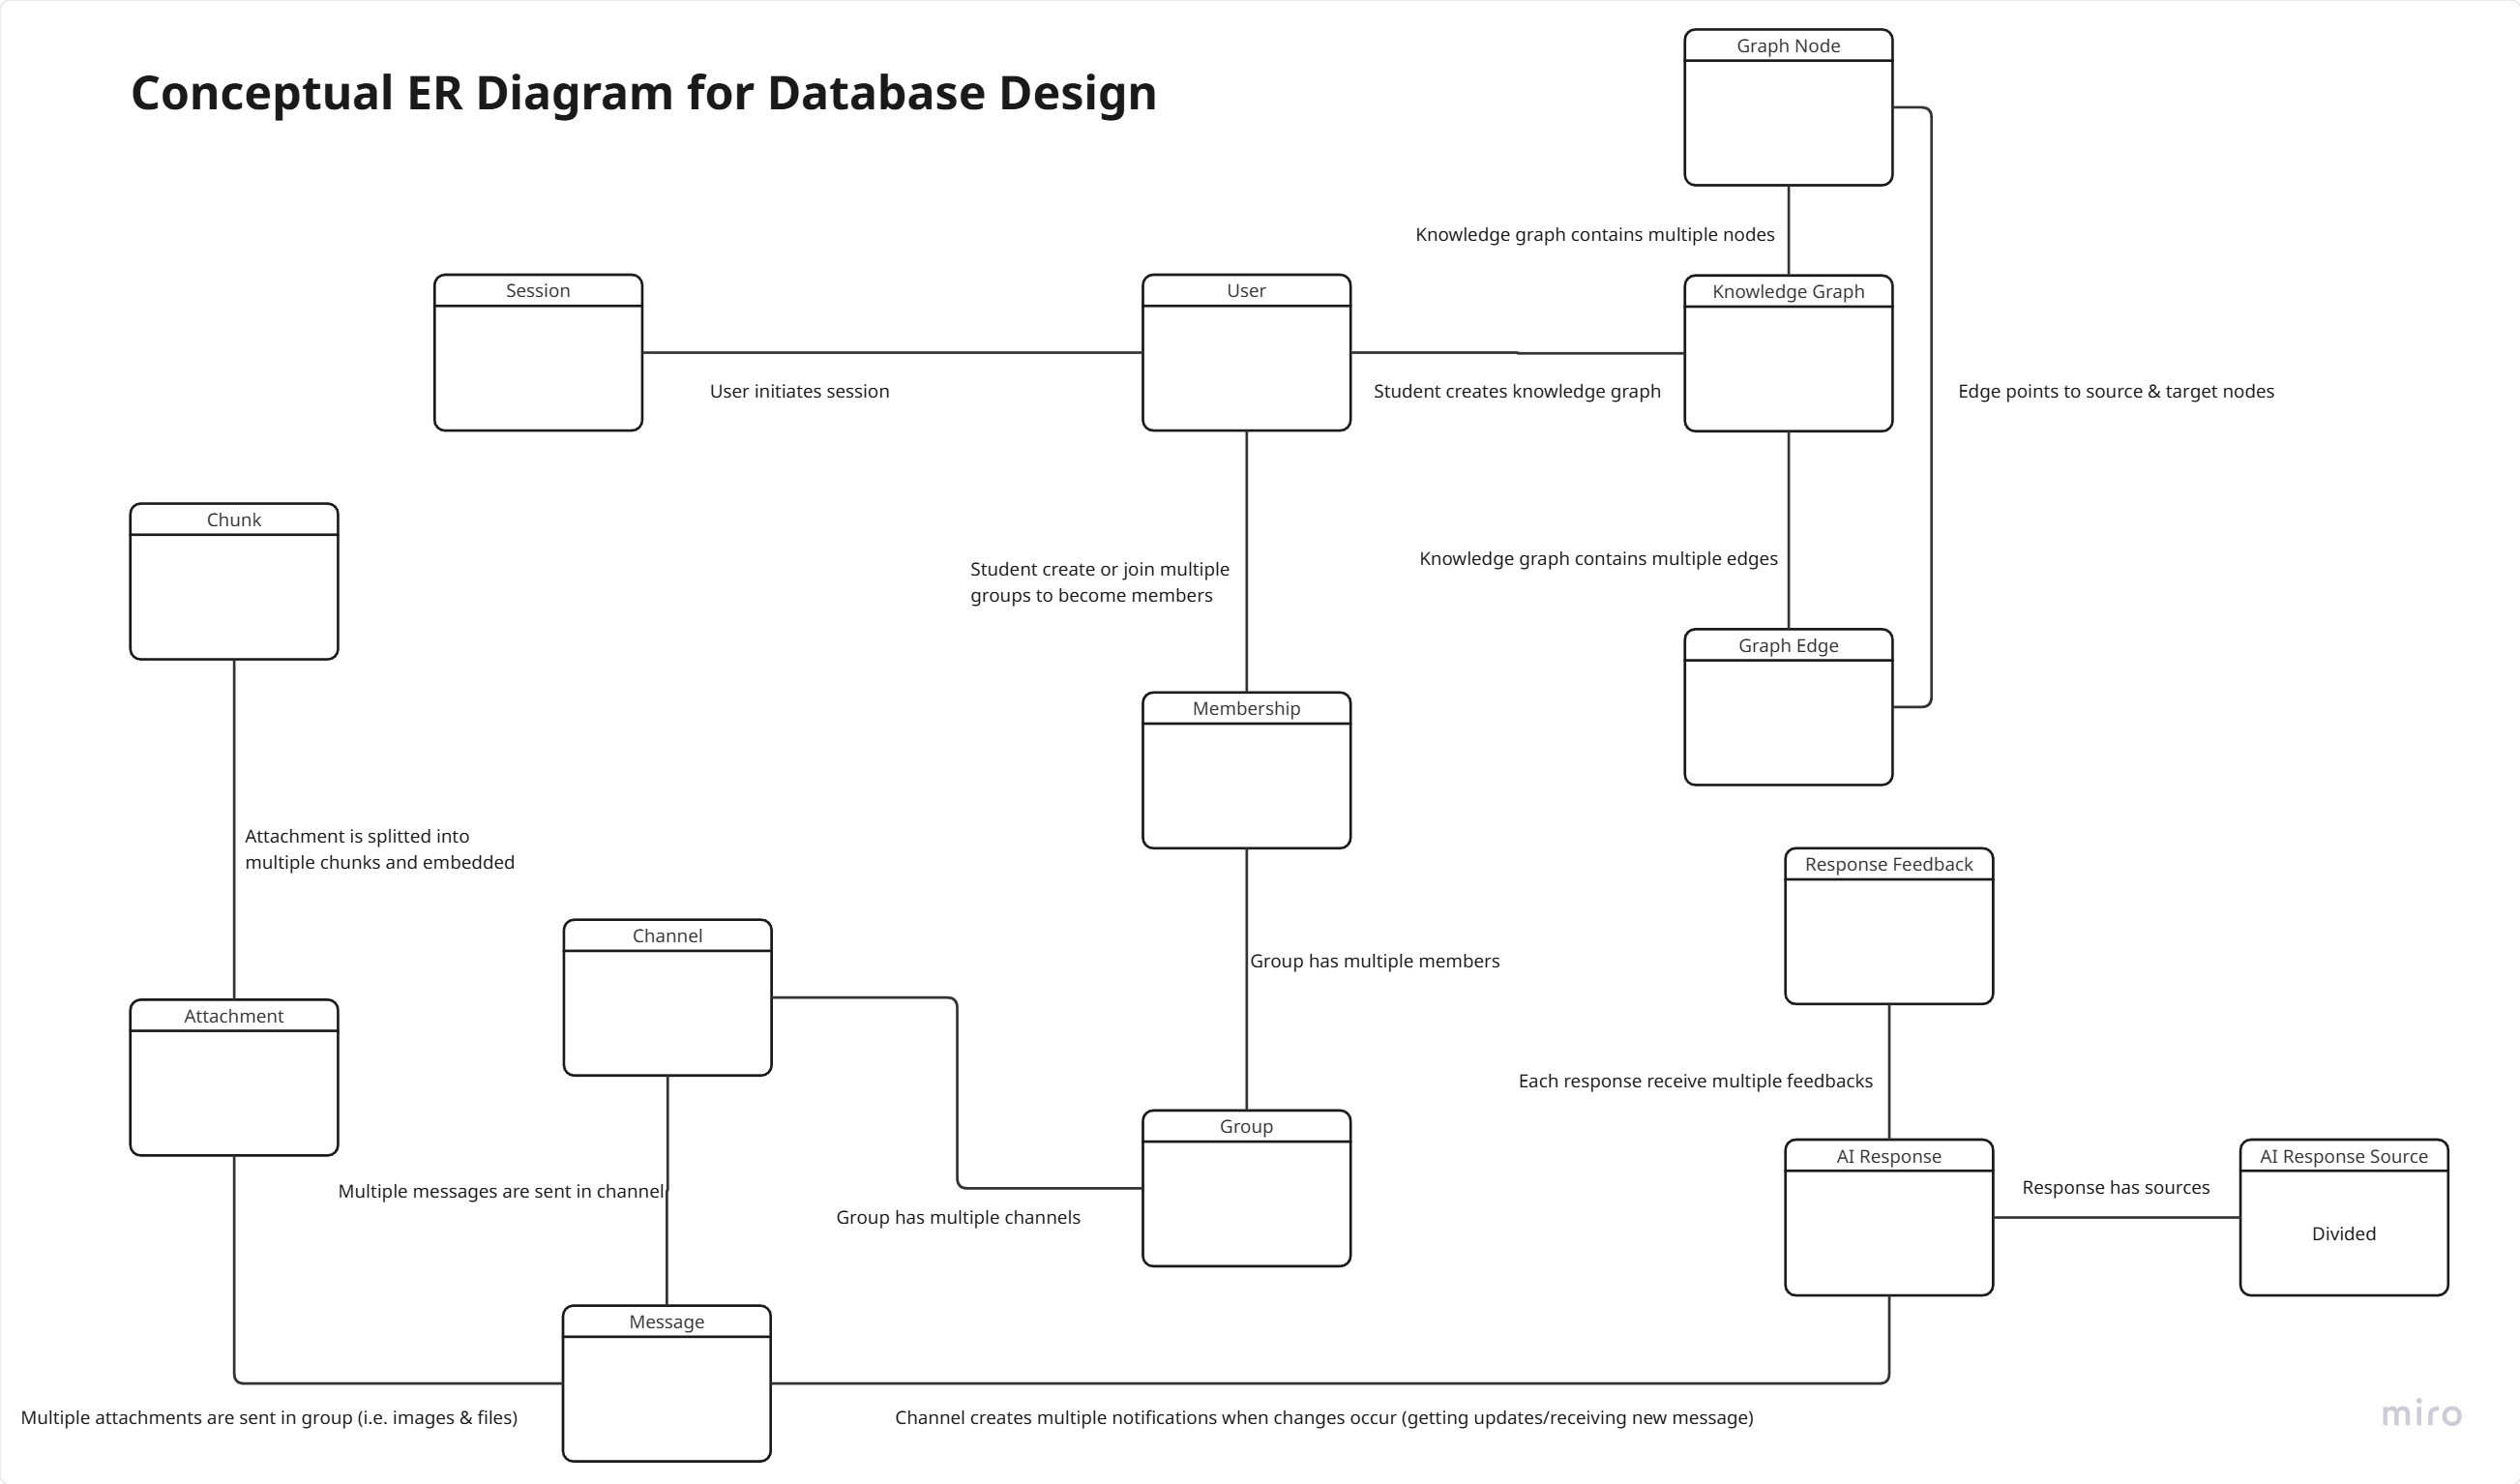 Conceptual ER Diagram for Database Design
Graph Node
Knowledge graph contains multiple nodes
Session
User
Knowledge Graph
User initiates session
Student creates knowledge graph
Edge points to source & target nodes
Chunk
Student create or join multiple
groups to become members
Knowledge graph contains multiple edges
Graph Edge
Membership
Attachment is splitted into
multiple chunks and embedded
Response Feedback
Channel
Group has multiple members
Attachment
Each response receive multiple feedbacks
Group
AI Response
AI Response Source
Multiple messages are sent in channel
Response has sources
Group has multiple channels
Divided
Message
Multiple attachments are sent in group (i.e. images & files)
Channel creates multiple notifications when changes occur (getting updates/receiving new message)
miro